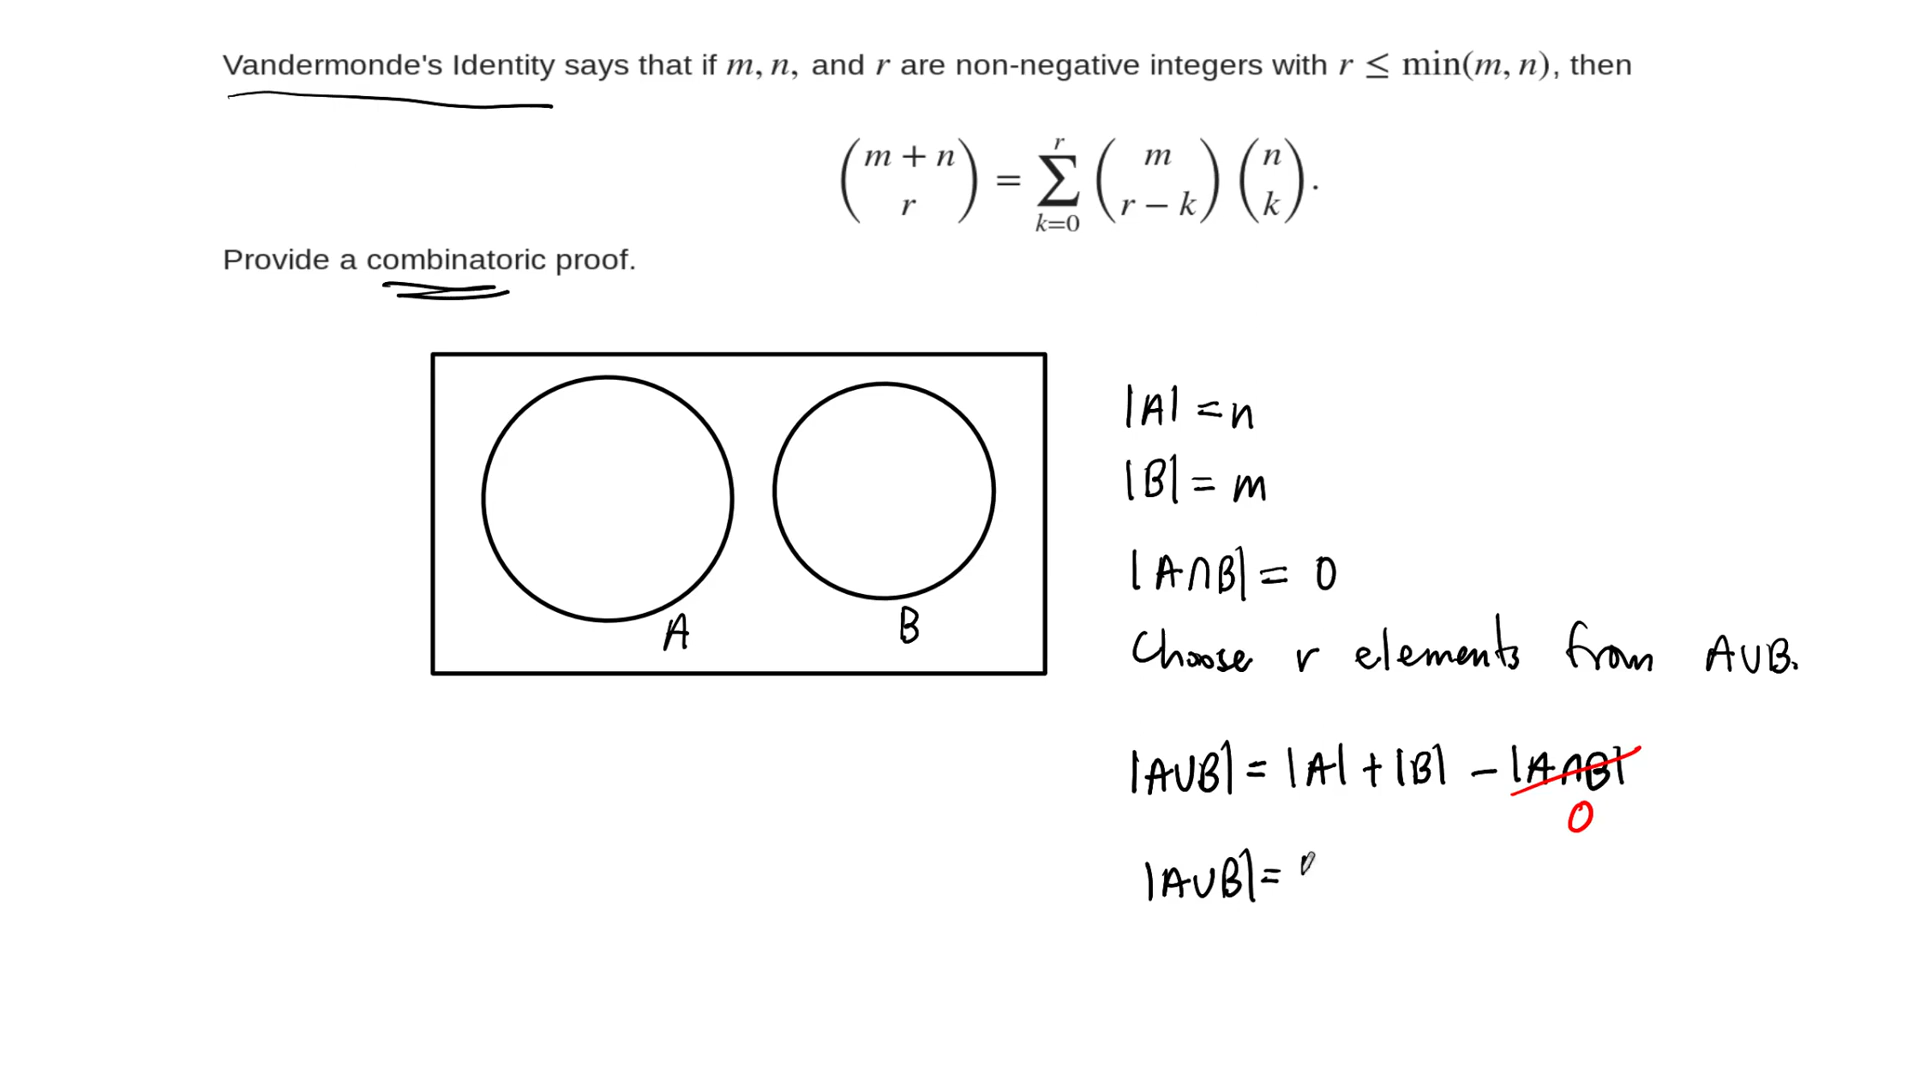 Vandermonde's Identity says that if m, n, and r are non-negative integers with r ≤ min(m, n), then
(m + n choose r) = ∑_{k=0}^{r} (m choose r − k) (n choose k).
Provide a combinatoric proof.
|A| = n
|B| = m
|A∩B| = 0
Choose r elements from A∪B.
A B
|A∪B| = |A| + |B| − |A∩B|
0
|A∪B| =